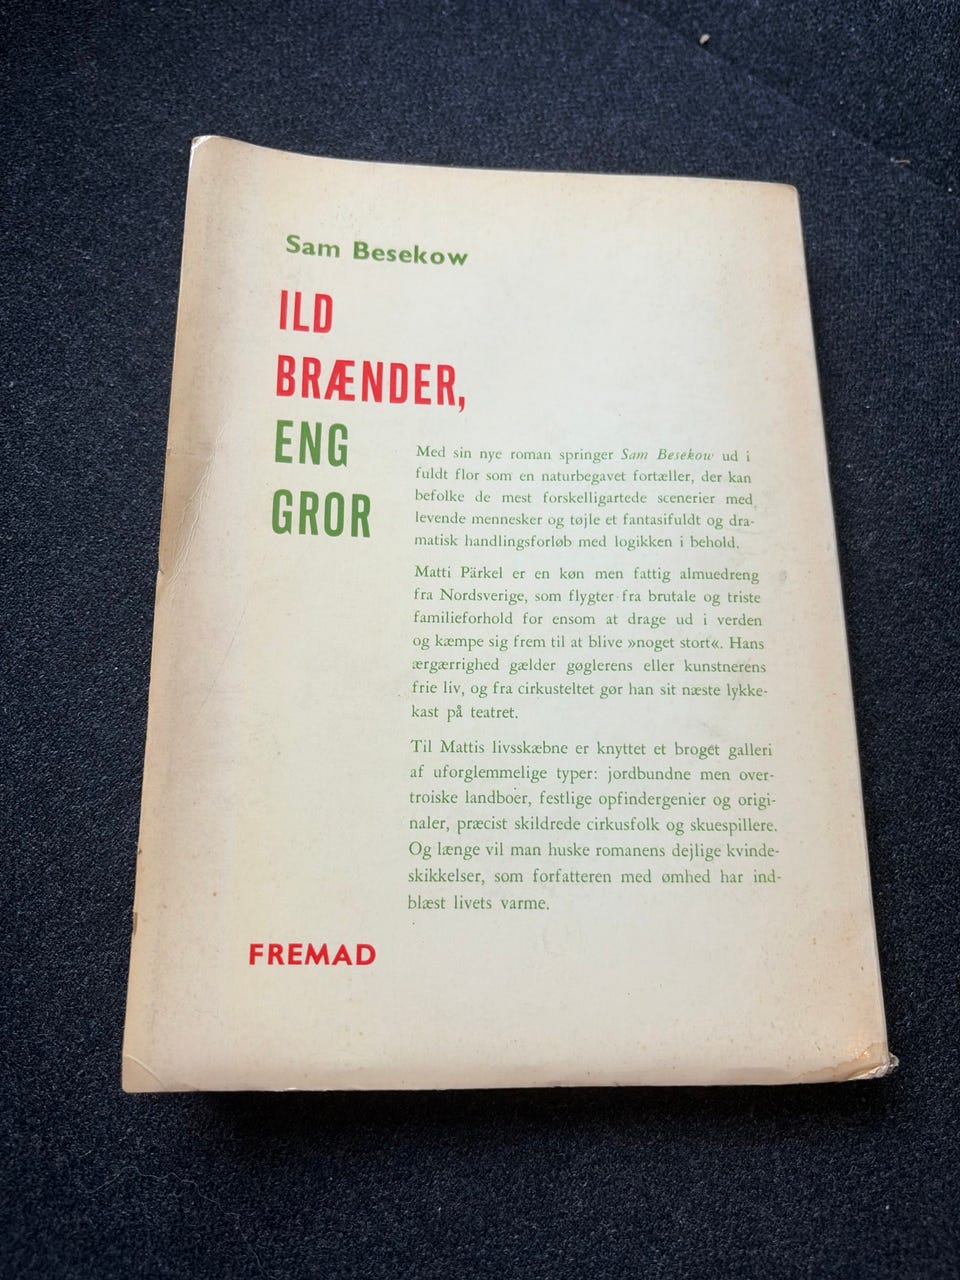 Sam Besekow
ILD
BRÆNDER,
ENG
GROR
Med sin nye roman springer Sam Besekow ud i
fuldt flor som en naturbegavet fortæller, der kan
befolke de mest forskelligartede scenerier med
levende mennesker og tøjle et fantasifuldt og dra-
matisk handlingsforløb med logikken i behold.
Matti Pärkel er en køn men fattig almuedreng
fra Nordsverige, som flygter fra brutale og triste
familieforhold for ensom at drage ud i verden
og kæmpe sig frem til at blive »noget stort«. Hans
ærgærrighed gælder gøglerens eller kunstnerens
frie liv, og fra cirkusteltet gør han sit næste lykke-
kast på teatret.
Til Mattis livsskæbne er knyttet et broget galleri
af uforglemmelige typer: jordbundne men over-
troiske landboer, festlige opfindergenier og origi-
naler, præcist skildrede cirkusfolk og skuespillere.
Og længe vil man huske romanens dejlige kvinde-
skikkelser, som forfatteren med ømhed har ind-
blæst livets varme.
FREMAD